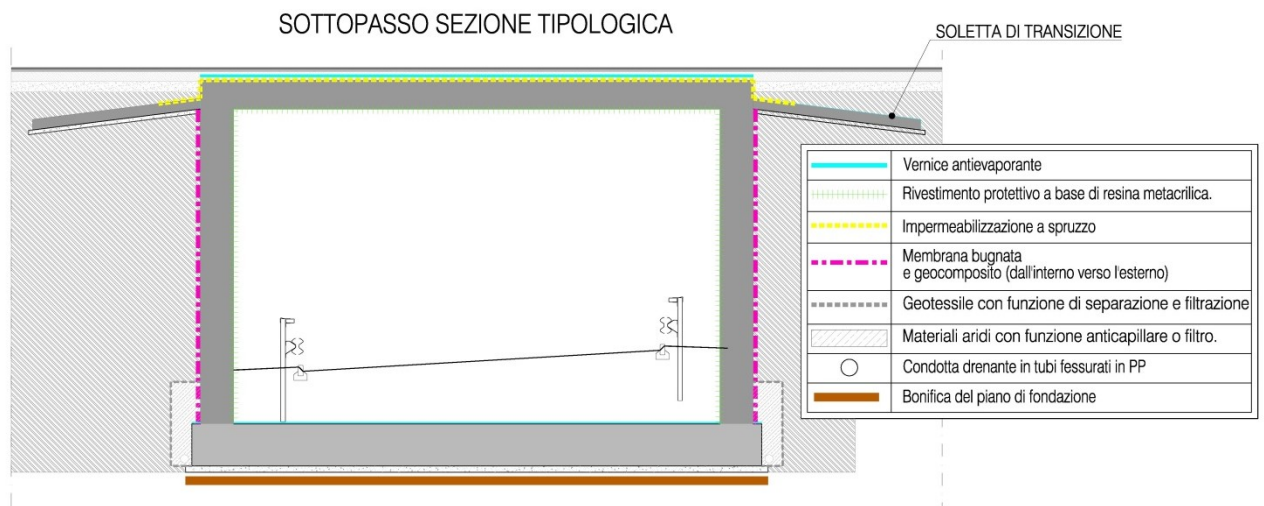 SOTTOPASSO SEZIONE TIPOLOGICA
SOLETTA DI TRANSIZIONE
Vernice antievaporante
Rivestimento protettivo a base di resina metacrilica.
Impermeabilizzazione a spruzzo
Membrana bugnata
e geocomposito (dall'interno verso l'esterno)
Geotessile con funzione di separazione e filtrazione
Materiali aridi con funzione anticapillare o filtro.
Condotta drenante in tubi fessurati in PP
Bonifica del piano di fondazione